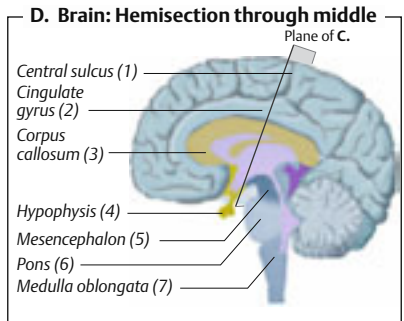 D. Brain: Hemisection through middle
Plane of C.
Central sulcus (1)
Cingulate
gyrus (2)
Corpus
callosum (3)
Hypophysis (4)
Mesencephalon (5)
Pons (6)
Medulla oblongata (7)